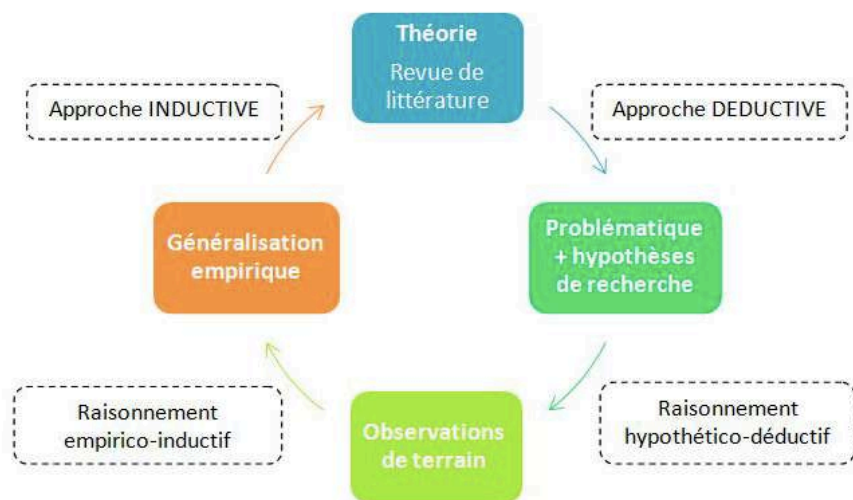 Théorie
Revue de
littérature
Approche INDUCTIVE
Approche DEDUCTIVE
Généralisation
empirique
Problématique
+ hypothèses
de recherche
Raisonnement
empirico-inductif
Observations
de terrain
Raisonnement
hypothético-déductif